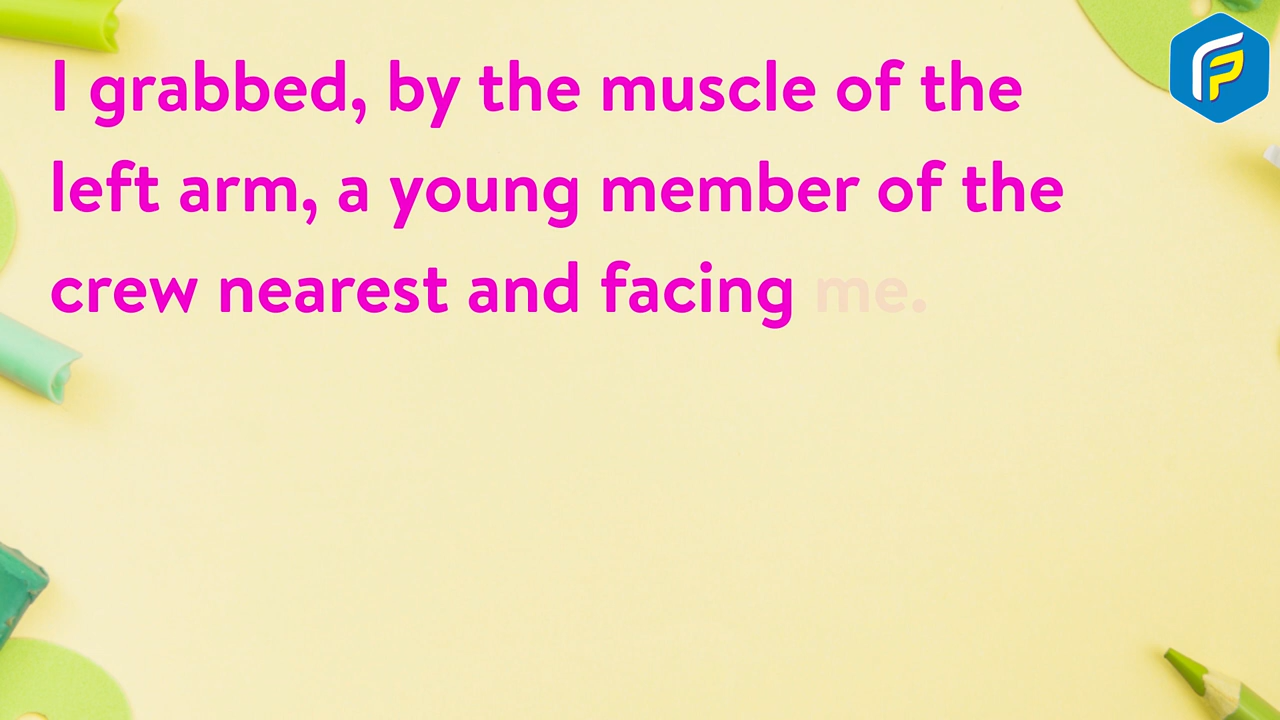 I grabbed, by the muscle of the
left arm, a young member of the
crew nearest and facing me.